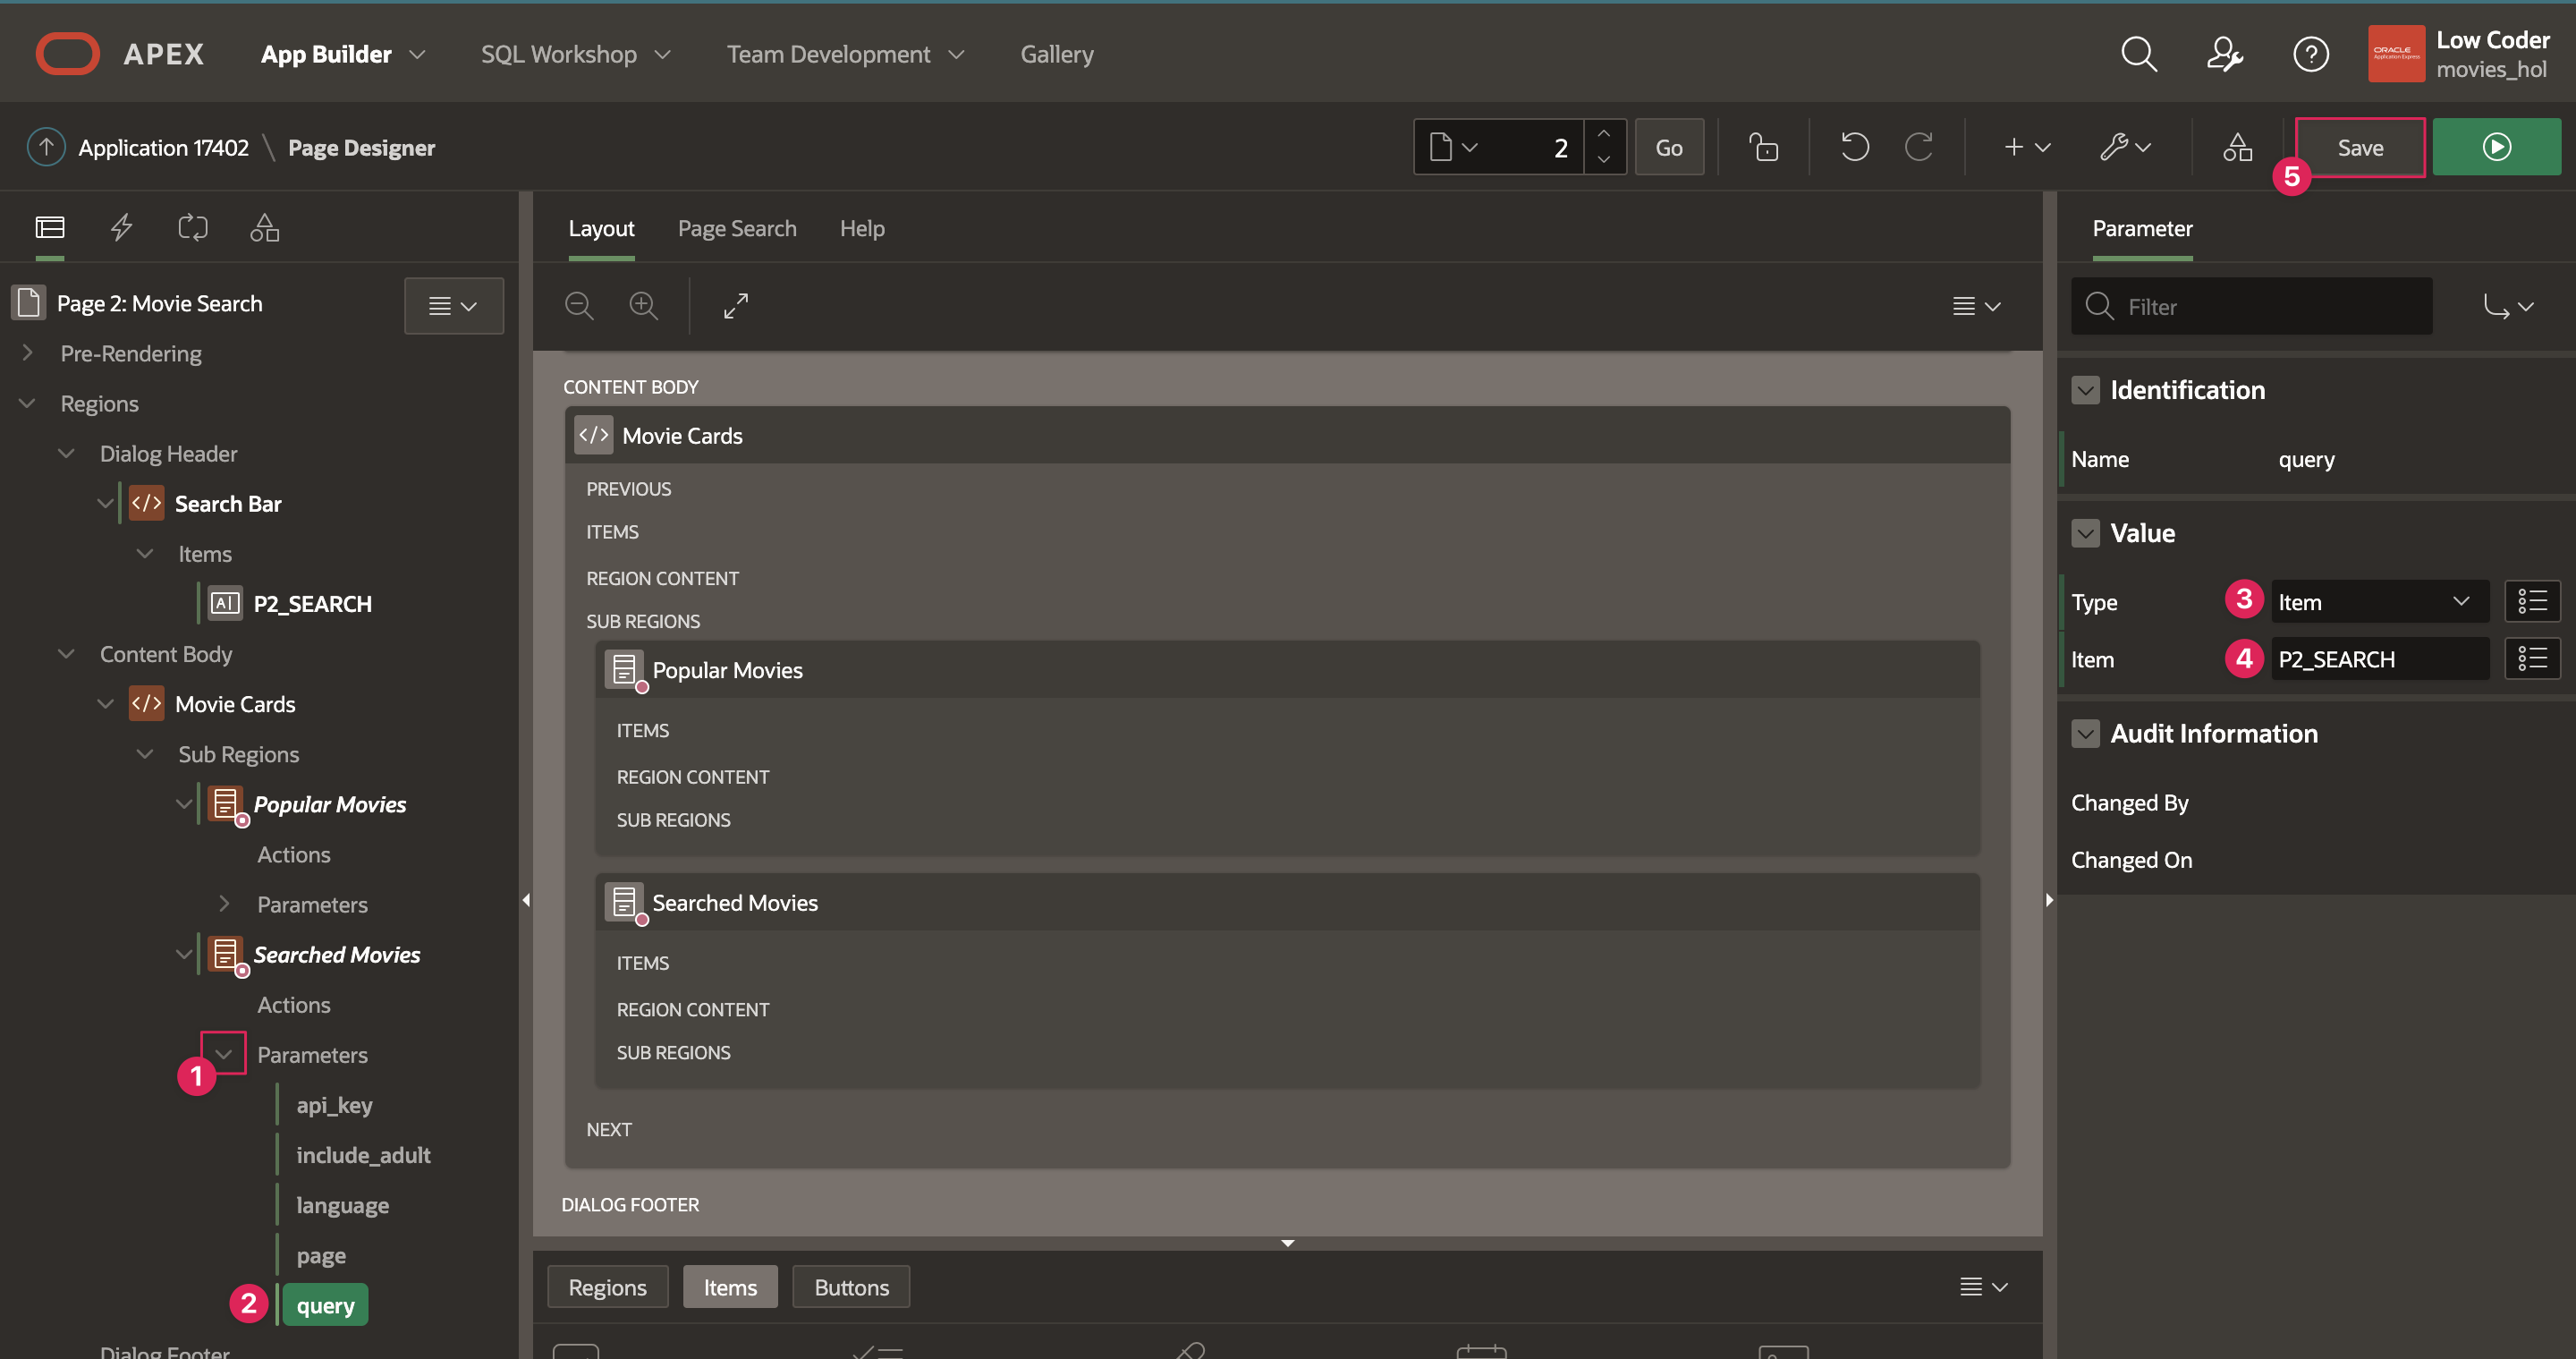 APEX
App Builder
SQL Workshop
Team Development
Gallery
ORACLE
Application Express
Low Coder
movies_hol
Application 17402
\
Page Designer
2
Go
Save
5
Page 2: Movie Search
Pre-Rendering
Regions
Dialog Header
</> Search Bar
Items
A P2_SEARCH
Content Body
</> Movie Cards
Sub Regions
Popular Movies
Actions
Parameters
Searched Movies
Actions
1
Parameters
api_key
include_adult
language
page
2
query
Dialog Footer
Layout
Page Search
Help
CONTENT BODY
</> Movie Cards
PREVIOUS
ITEMS
REGION CONTENT
SUB REGIONS
Popular Movies
ITEMS
REGION CONTENT
SUB REGIONS
Searched Movies
ITEMS
REGION CONTENT
SUB REGIONS
NEXT
DIALOG FOOTER
Regions
Items
Buttons
Parameter
Filter
Identification
Name
query
Value
Type
3
Item
Item
4
P2_SEARCH
Audit Information
Changed By
Changed On